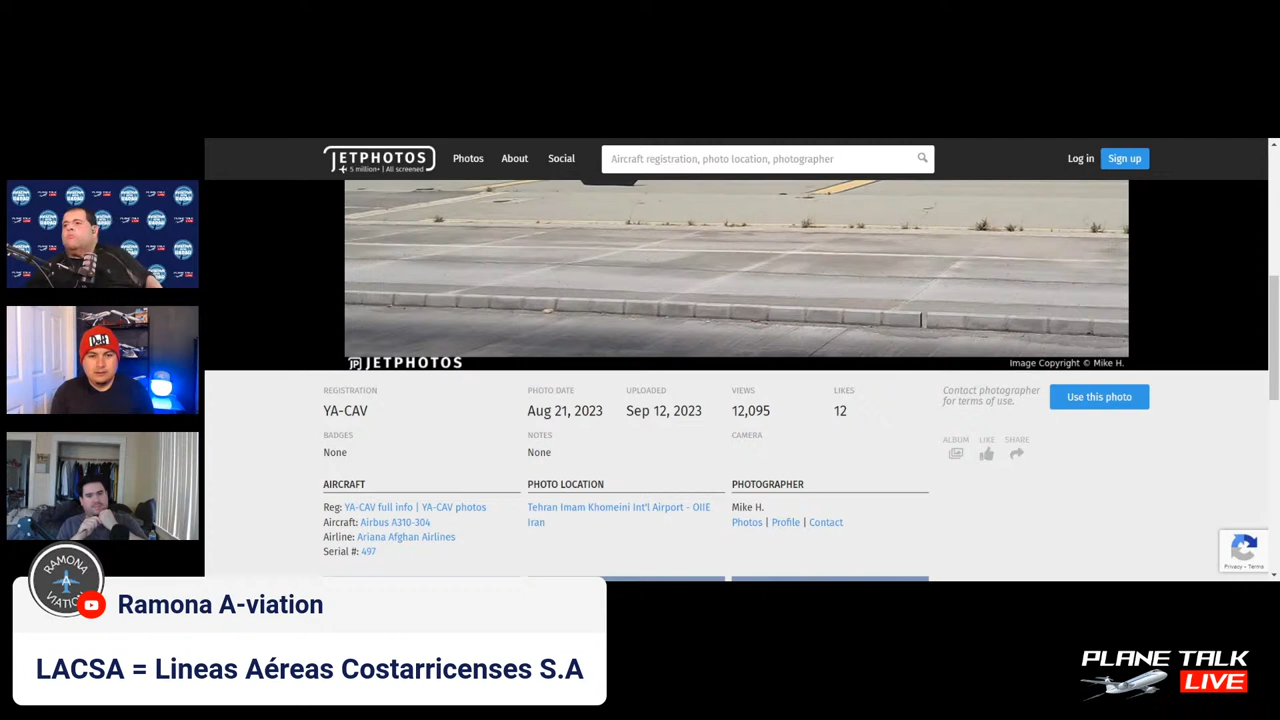 JETPHOTOS
5 million+ | All screened
Photos
About
Social
Aircraft registration, photo location, photographer
Log in
Sign up
JETPHOTOS
Image Copyright © Mike H.
REGISTRATION
YA-CAV
PHOTO DATE
Aug 21, 2023
UPLOADED
Sep 12, 2023
VIEWS
12,095
LIKES
12
Contact photographer
for terms of use.
Use this photo
BADGES
None
NOTES
None
CAMERA
ALBUM
LIKE
SHARE
AIRCRAFT
Reg: YA-CAV full info | YA-CAV photos
Aircraft: Airbus A310-304
Airline: Ariana Afghan Airlines
Serial #: 497
PHOTO LOCATION
Tehran Imam Khomeini Int'l Airport - OIIE
Iran
PHOTOGRAPHER
Mike H.
Photos | Profile | Contact
Privacy - Terms
RAMONA
Ramona A-viation
LACSA = Lineas Aéreas Costarricenses S.A
PLANE TALK
LIVE